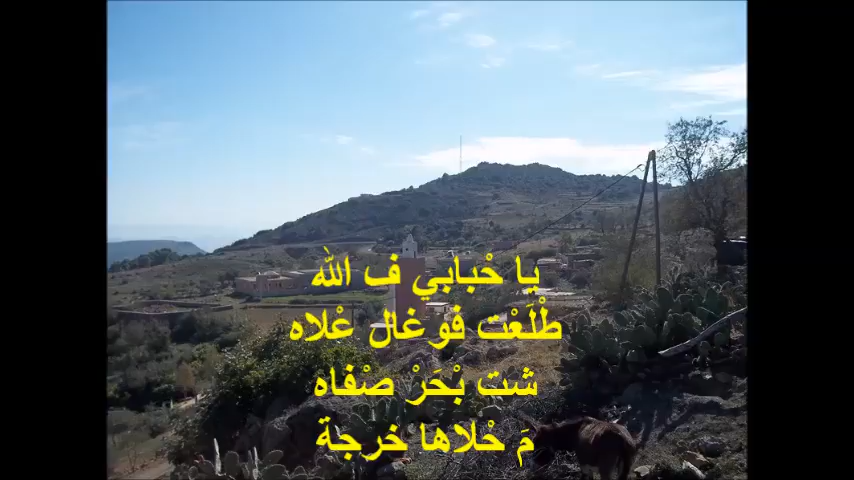 يا حْبابي ف الله
طْلَعْت فوغال عْلاه
شت بْحَرْ صْفاه
مَ حْلاها خرجة